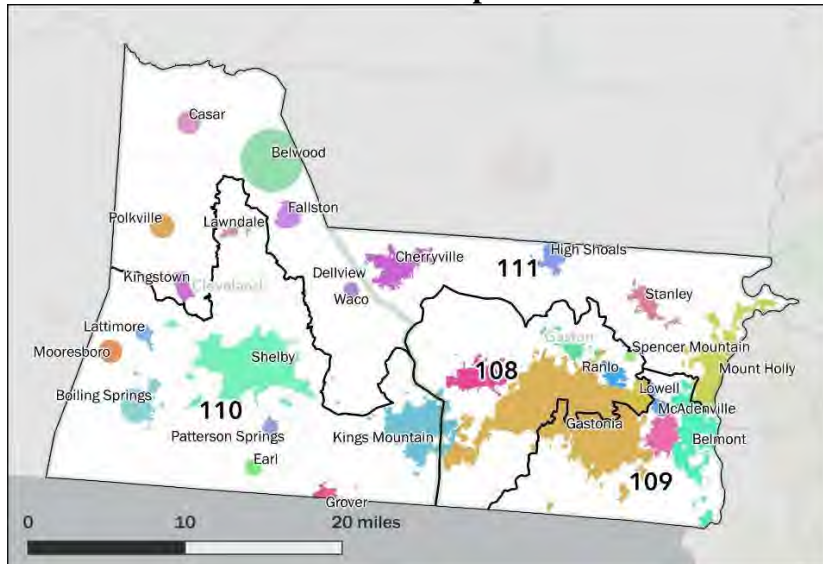 Casar
Belwood
Fallston
Polkville
Lawndale
Cherryville
High Shoals
111
Kingstown
Cleveland
Dellview
Waco
Stanley
Lattimore
Mooresboro
Shelby
Gaston
Spencer Mountain
Mount Holly
108
Ranlo
Lowell
McAdenville
Boiling Springs
110
Patterson Springs
Kings Mountain
Gastonia
Belmont
Earl
109
Grover
0 10 20 miles